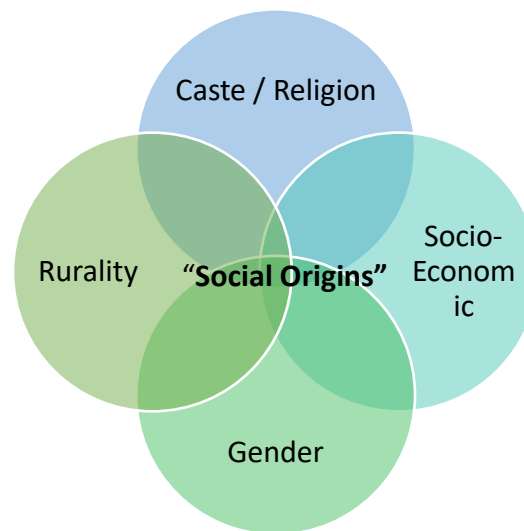 Caste / Religion
Rurality
“Social Origins”
Socio-
Econom
ic
Gender